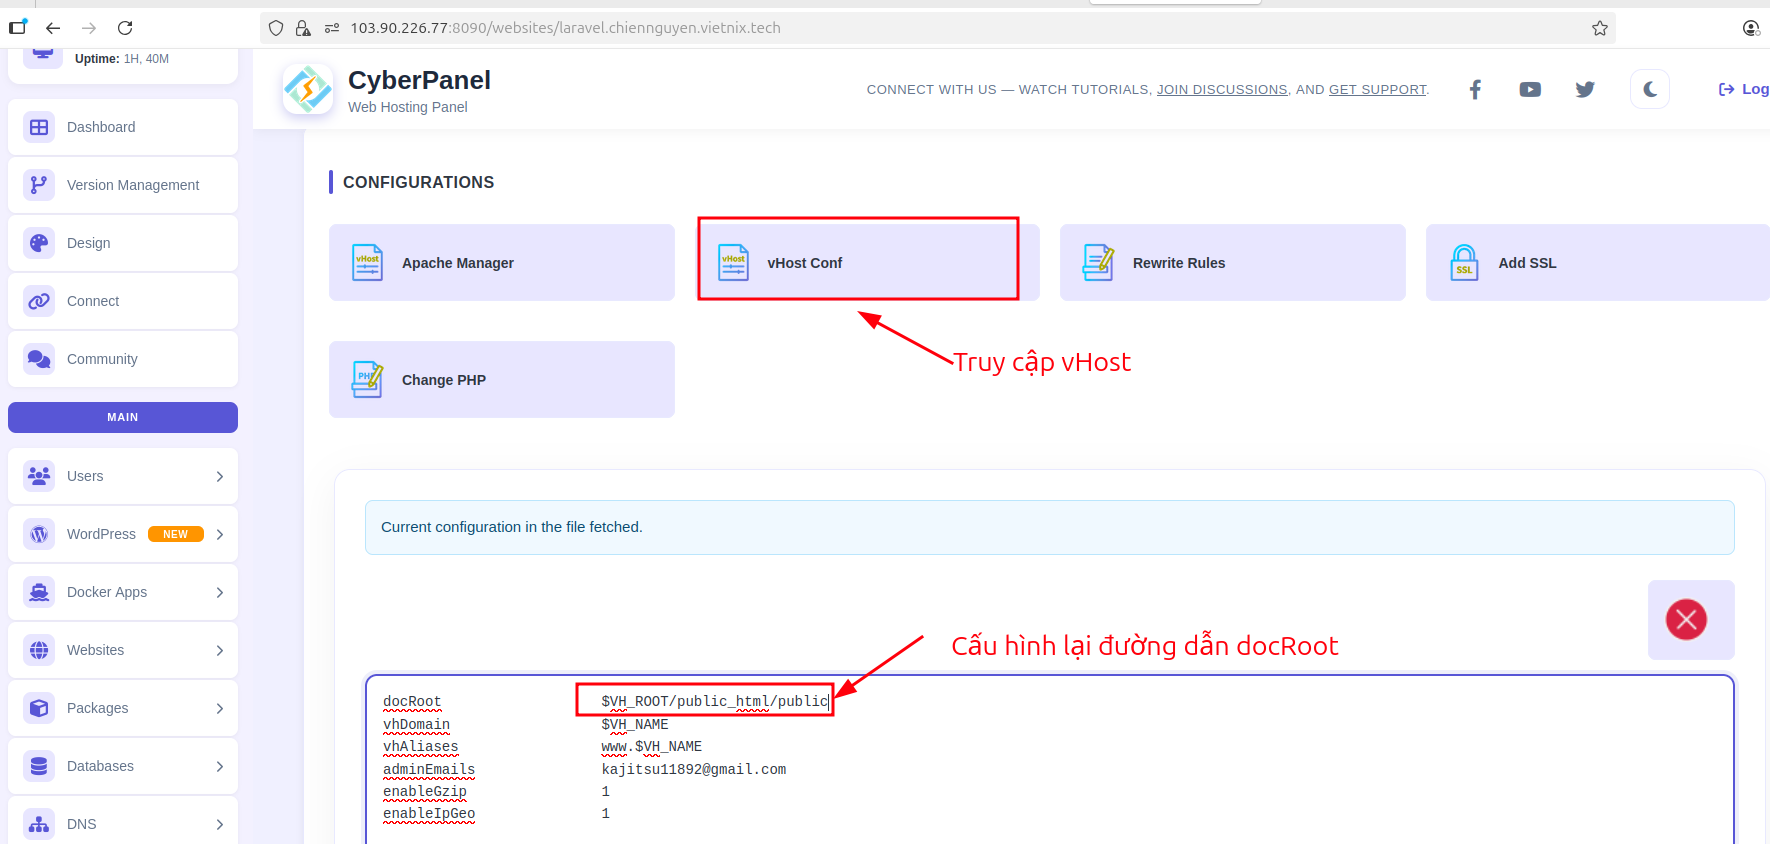 103.90.226.77:8090/websites/laravel.chiennguyen.vietnix.tech
Uptime: 1H, 40M
CyberPanel
Web Hosting Panel
CONNECT WITH US — WATCH TUTORIALS, JOIN DISCUSSIONS, AND GET SUPPORT.
Log
Dashboard
Version Management
Design
Connect
Community
MAIN
Users
WordPress NEW
Docker Apps
Websites
Packages
Databases
DNS
CONFIGURATIONS
vHost Apache Manager
vHost vHost Conf
Rewrite Rules
SSL Add SSL
Truy cập vHost
PHP Change PHP
Current configuration in the file fetched.
Cấu hình lại đường dẫn docRoot
docRoot $VH_ROOT/public_html/public
vhDomain $VH_NAME
vhAliases www.$VH_NAME
adminEmails kajitsu11892@gmail.com
enableGzip 1
enableIpGeo 1